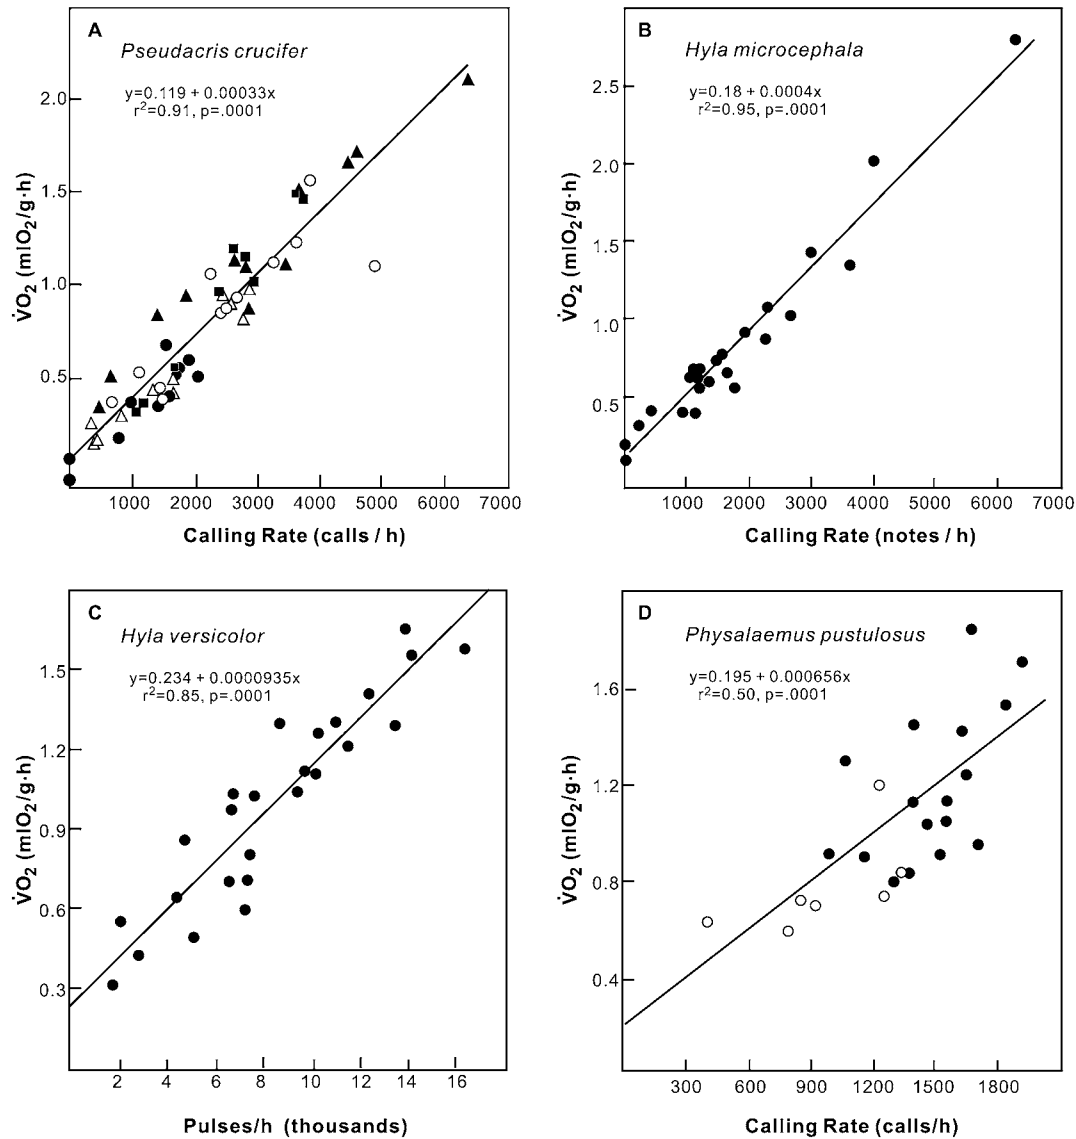 A
Pseudacris crucifer
y=0.119 + 0.00033x
r²=0.91, p=.0001
2.0
1.5
1.0
0.5
V̇O₂ (mlO₂/g·h)
1000 2000 3000 4000 5000 6000 7000
Calling Rate (calls / h)
B
Hyla microcephala
y=0.18 + 0.0004x
r²=0.95, p=.0001
2.5
2.0
1.5
1.0
0.5
V̇O₂ (mlO₂/g·h)
1000 2000 3000 4000 5000 6000 7000
Calling Rate (notes / h)
C
Hyla versicolor
y=0.234 + 0.0000935x
r²=0.85, p=.0001
1.5
1.2
0.9
0.6
0.3
V̇O₂ (mlO₂/g·h)
2 4 6 8 10 12 14 16
Pulses/h (thousands)
D
Physalaemus pustulosus
y=0.195 + 0.000656x
r²=0.50, p=.0001
1.6
1.2
0.8
0.4
V̇O₂ (mlO₂/g·h)
300 600 900 1200 1500 1800
Calling Rate (calls/h)